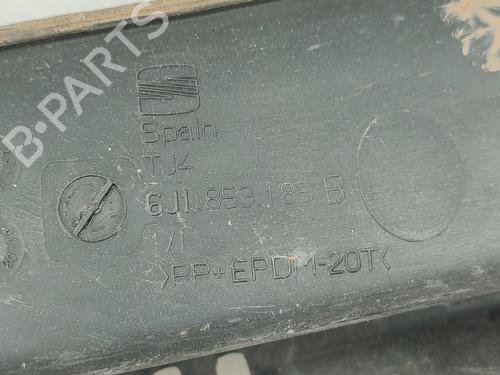 B-PARTS
Spain
TJ4
6J1.853.185 B
1/1
>PP+EPDM-20T<